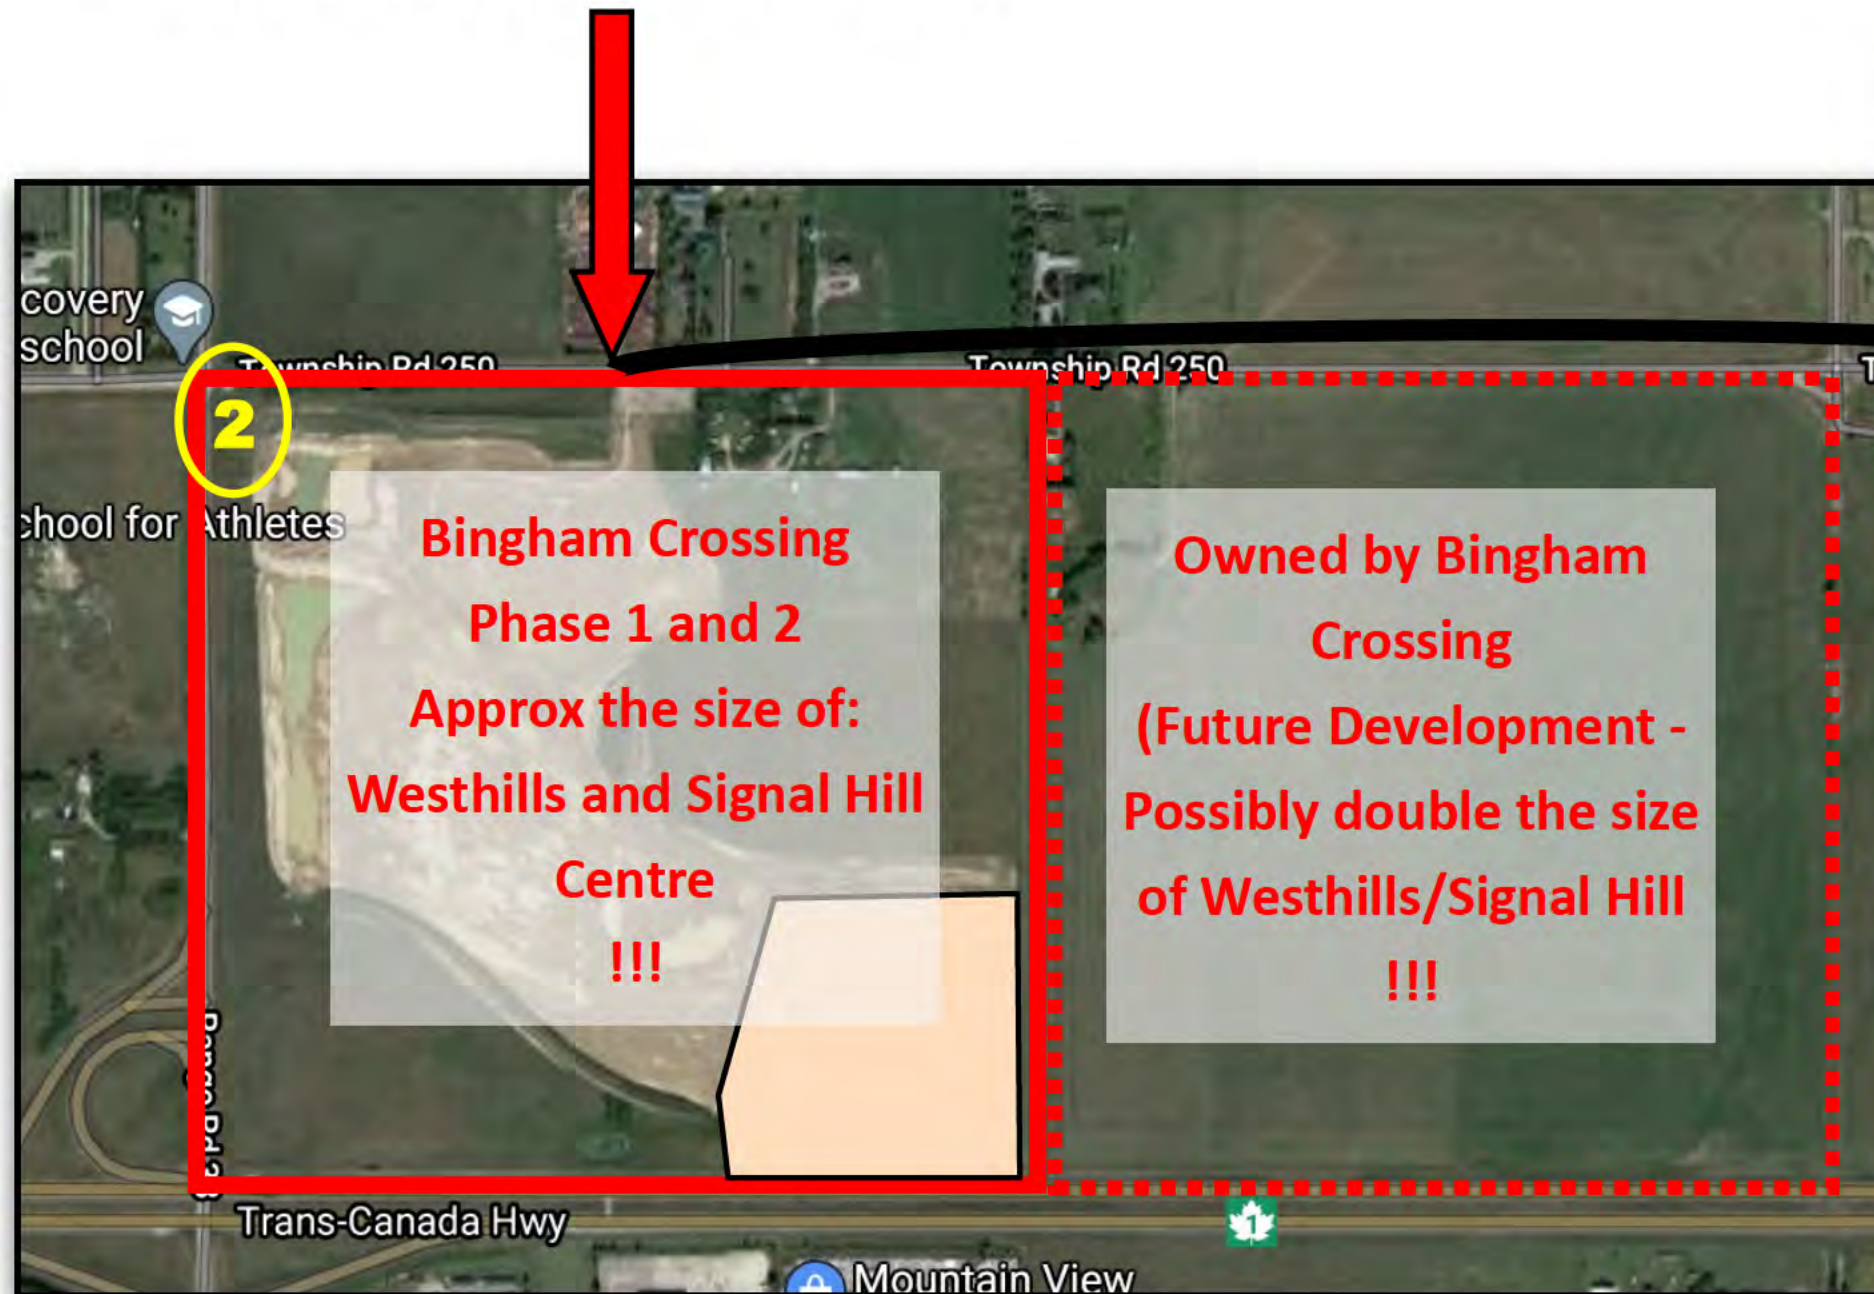 covery
school
Township Rd 250
Township Rd 250
2
chool for Athletes
Bingham Crossing
Phase 1 and 2
Approx the size of:
Westhills and Signal Hill
Centre
!!!
Owned by Bingham
Crossing
(Future Development -
Possibly double the size
of Westhills/Signal Hill
!!!
Trans-Canada Hwy
1
Mountain View